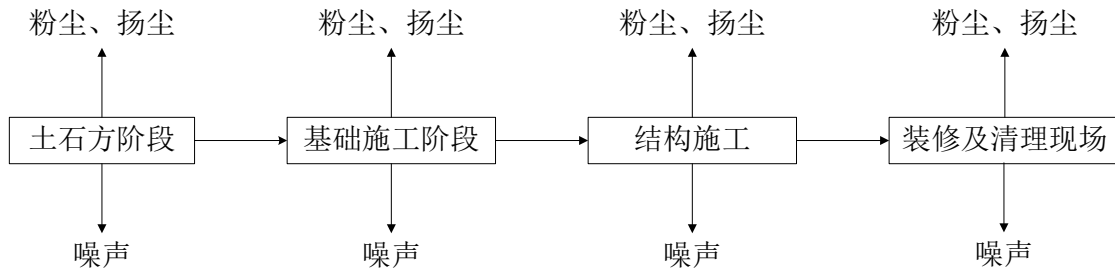 粉尘、扬尘
粉尘、扬尘
粉尘、扬尘
粉尘、扬尘
土石方阶段
基础施工阶段
结构施工
装修及清理现场
噪声
噪声
噪声
噪声